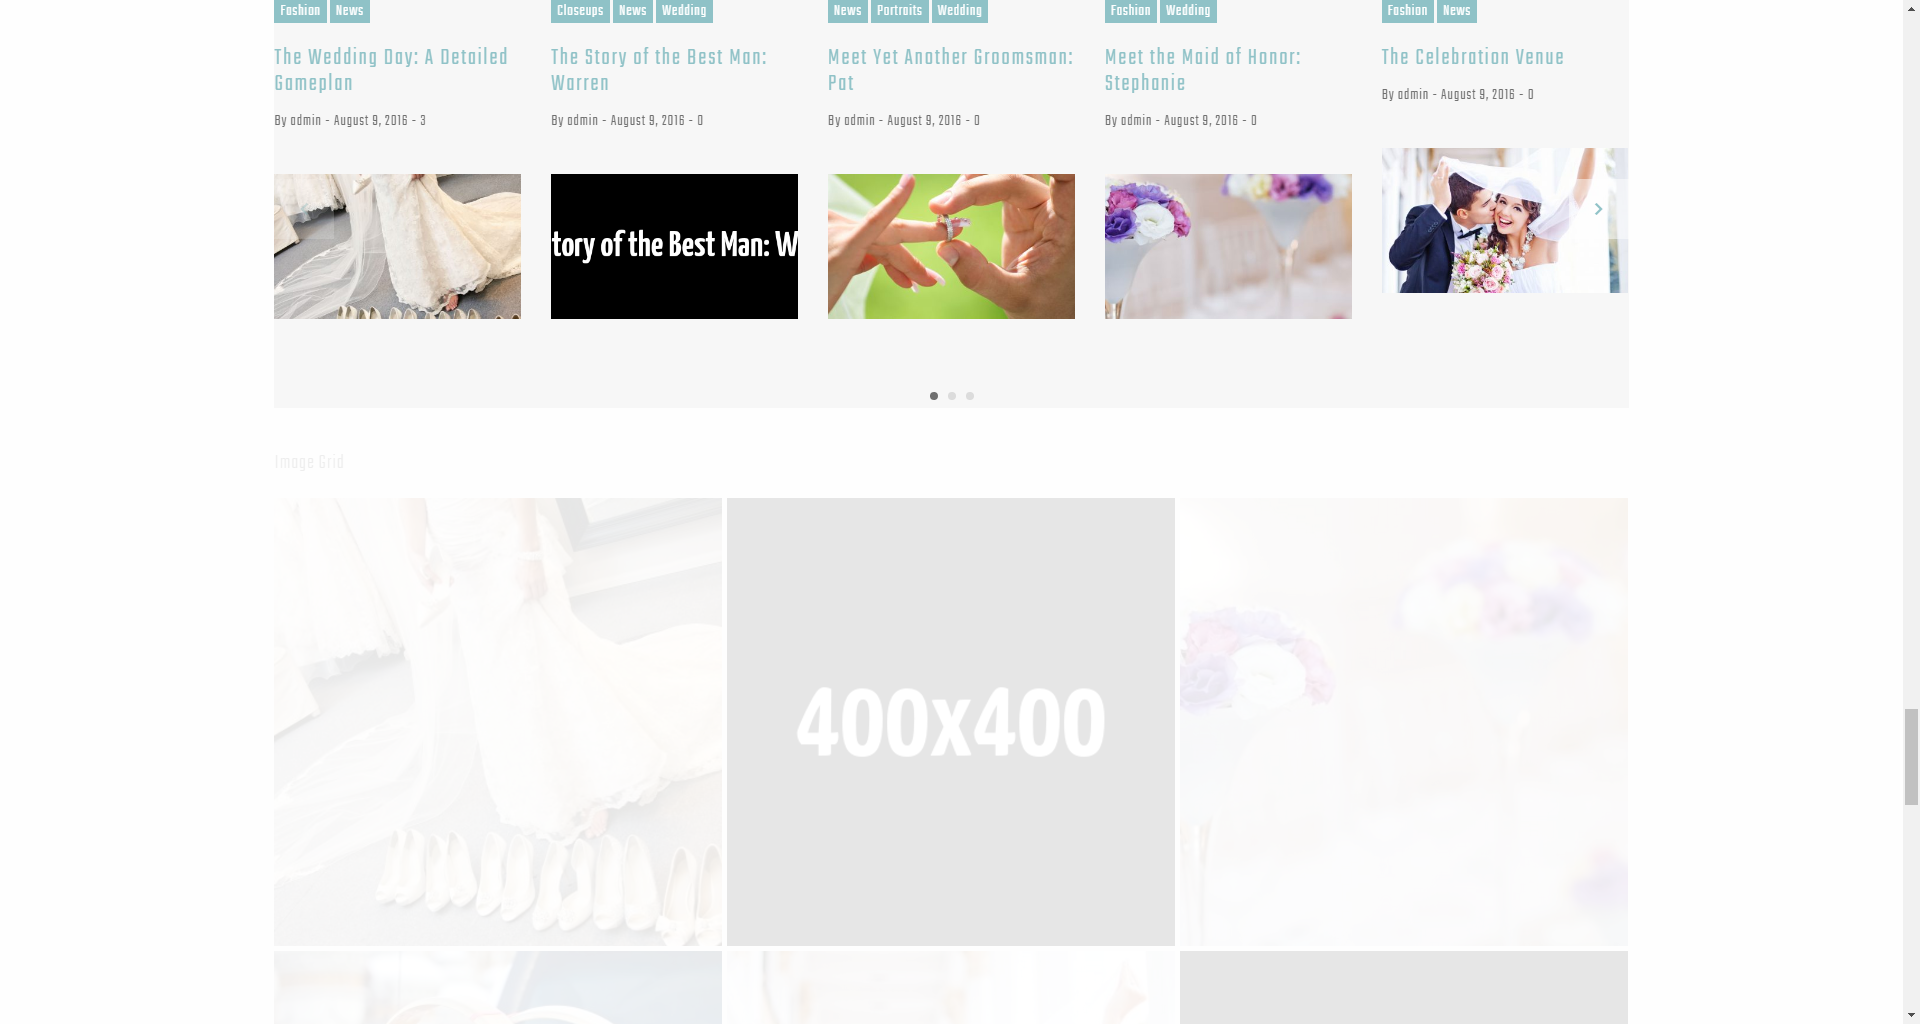 Fashion News
Closeups News Wedding
News Portraits Wedding
Fashion Wedding
Fashion News
The Wedding Day: A Detailed
Gameplan
By admin - August 9, 2016 - 3
The Story of the Best Man:
Warren
By admin - August 9, 2016 - 0
tory of the Best Man: W
Meet Yet Another Groomsman:
Pat
By admin - August 9, 2016 - 0
Meet the Maid of Honor:
Stephanie
By admin - August 9, 2016 - 0
The Celebration Venue
By admin - August 9, 2016 - 0
Image Grid
400x400